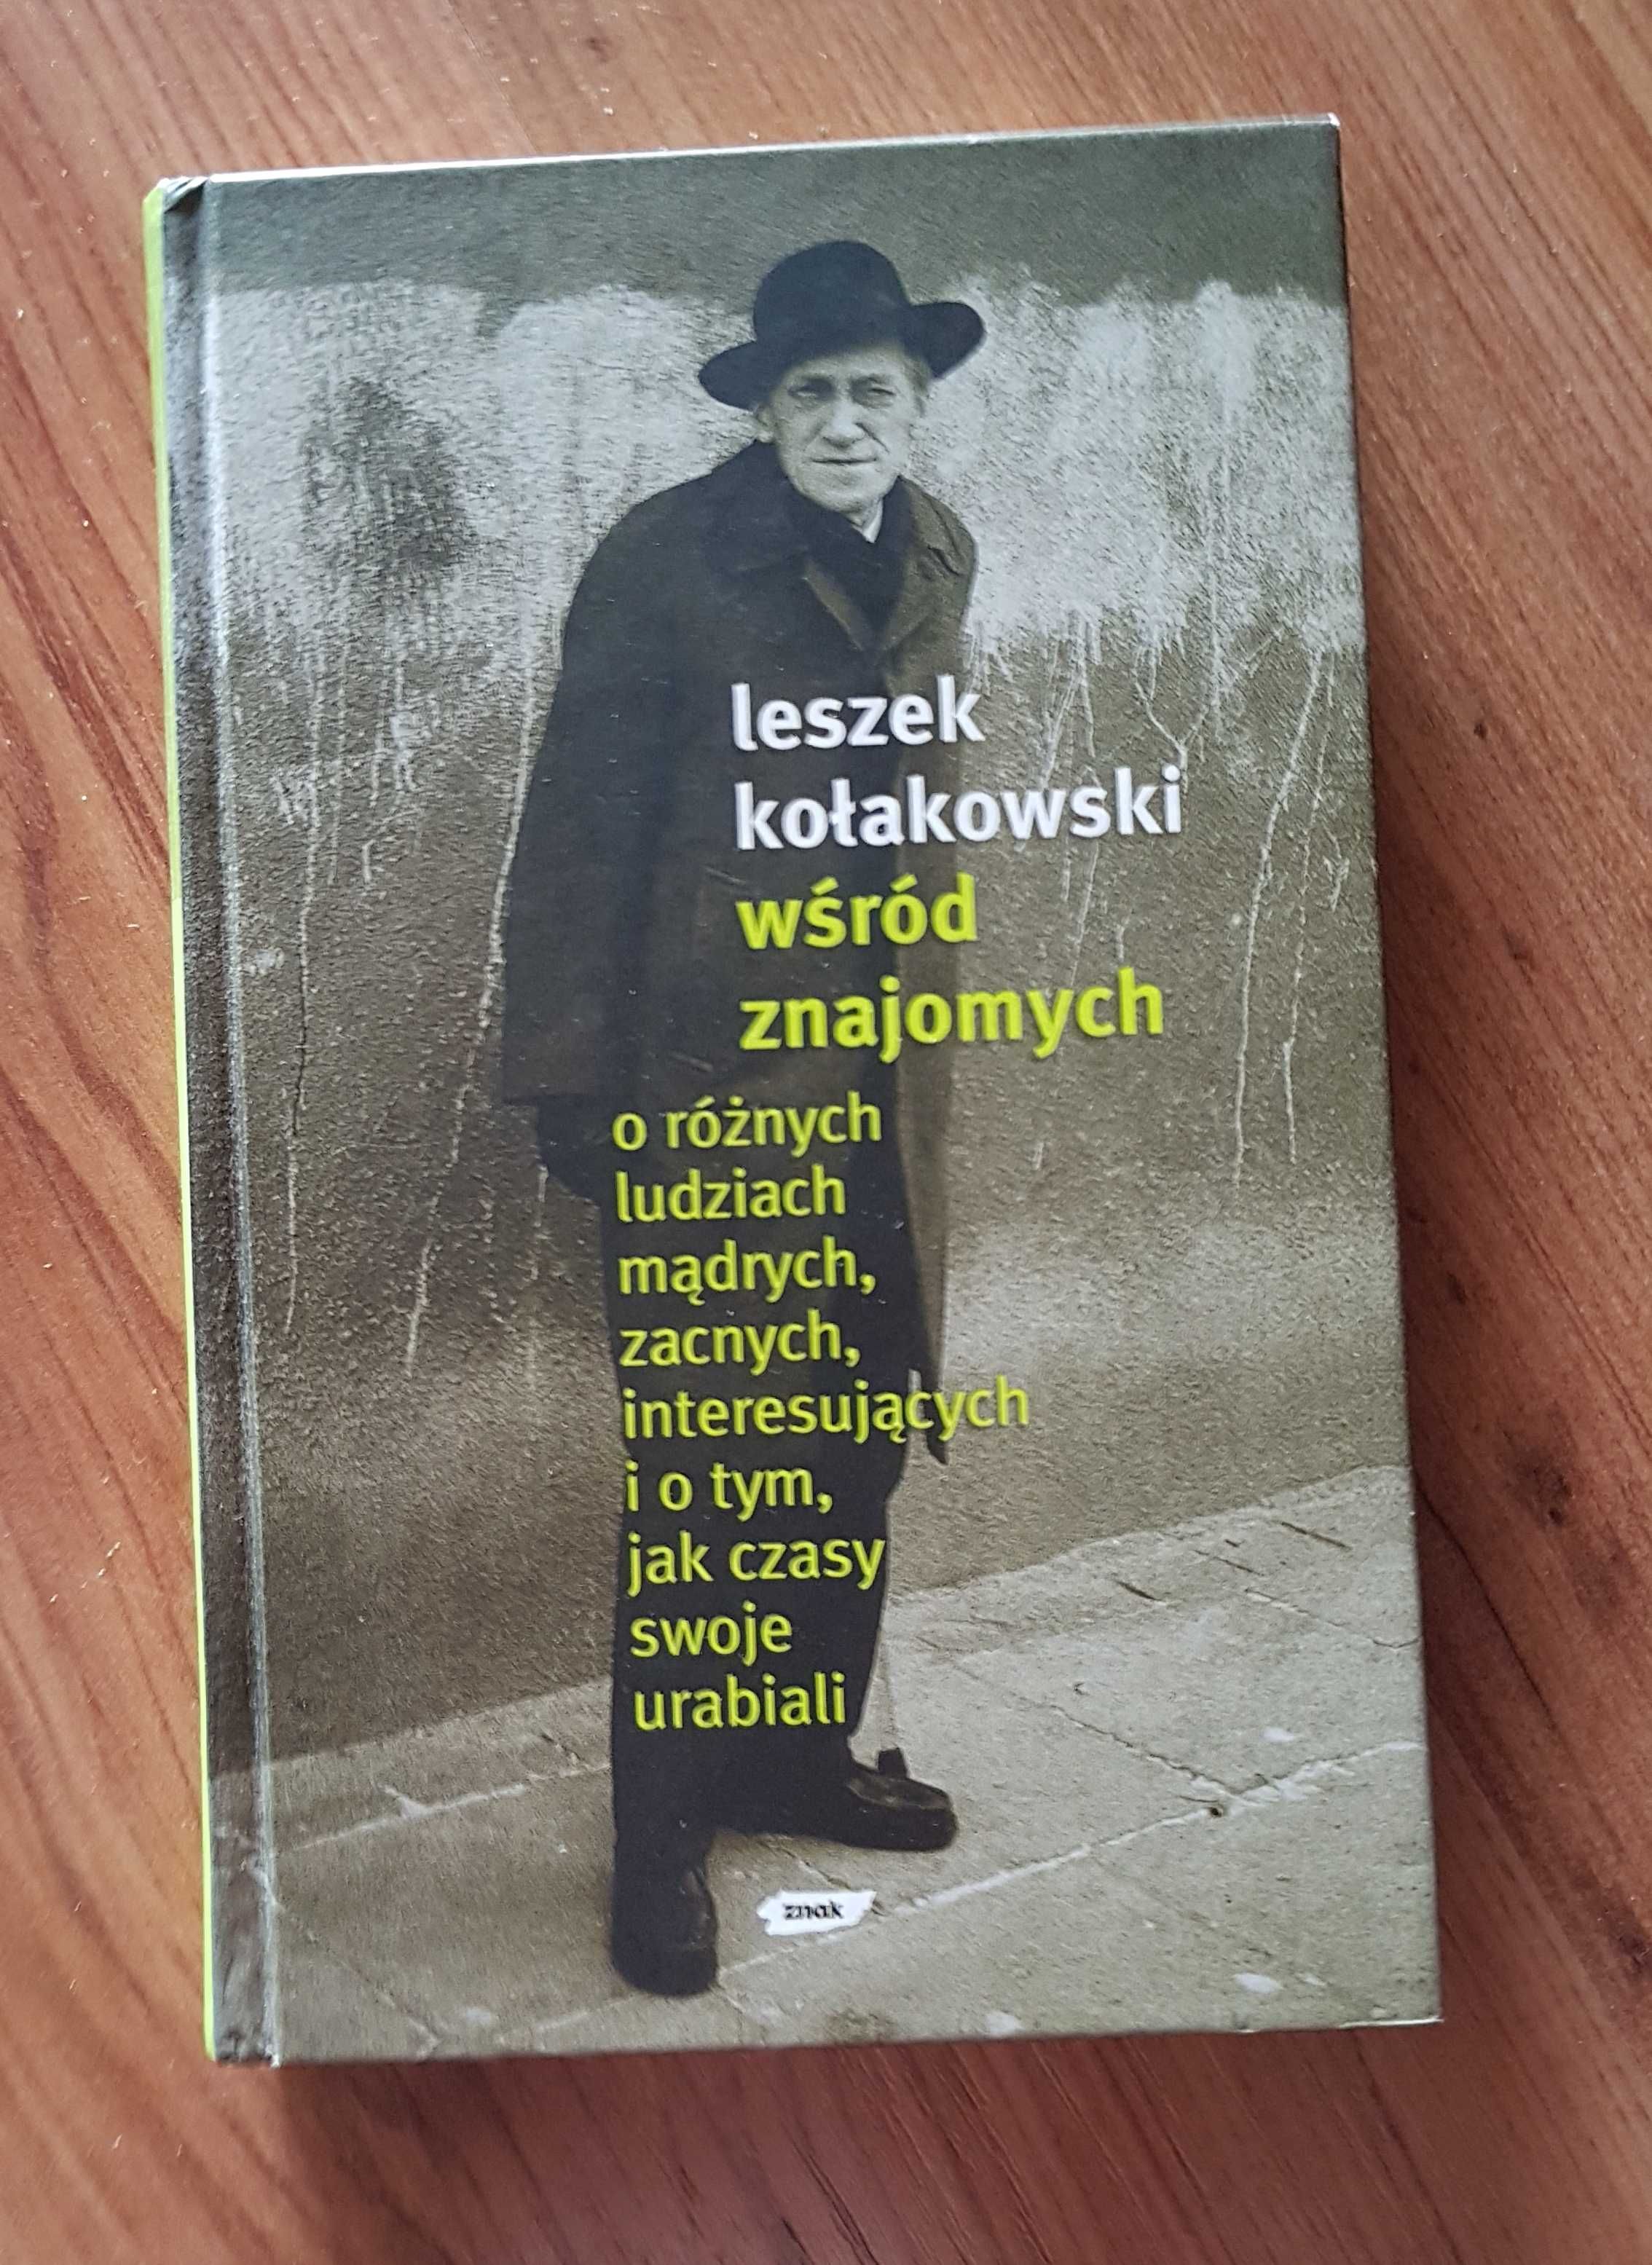 leszek
kołakowski
wśród
znajomych
o różnych
ludziach
mądrych,
zacnych,
interesujących
i o tym,
jak czasy
swoje
urabiali
znak